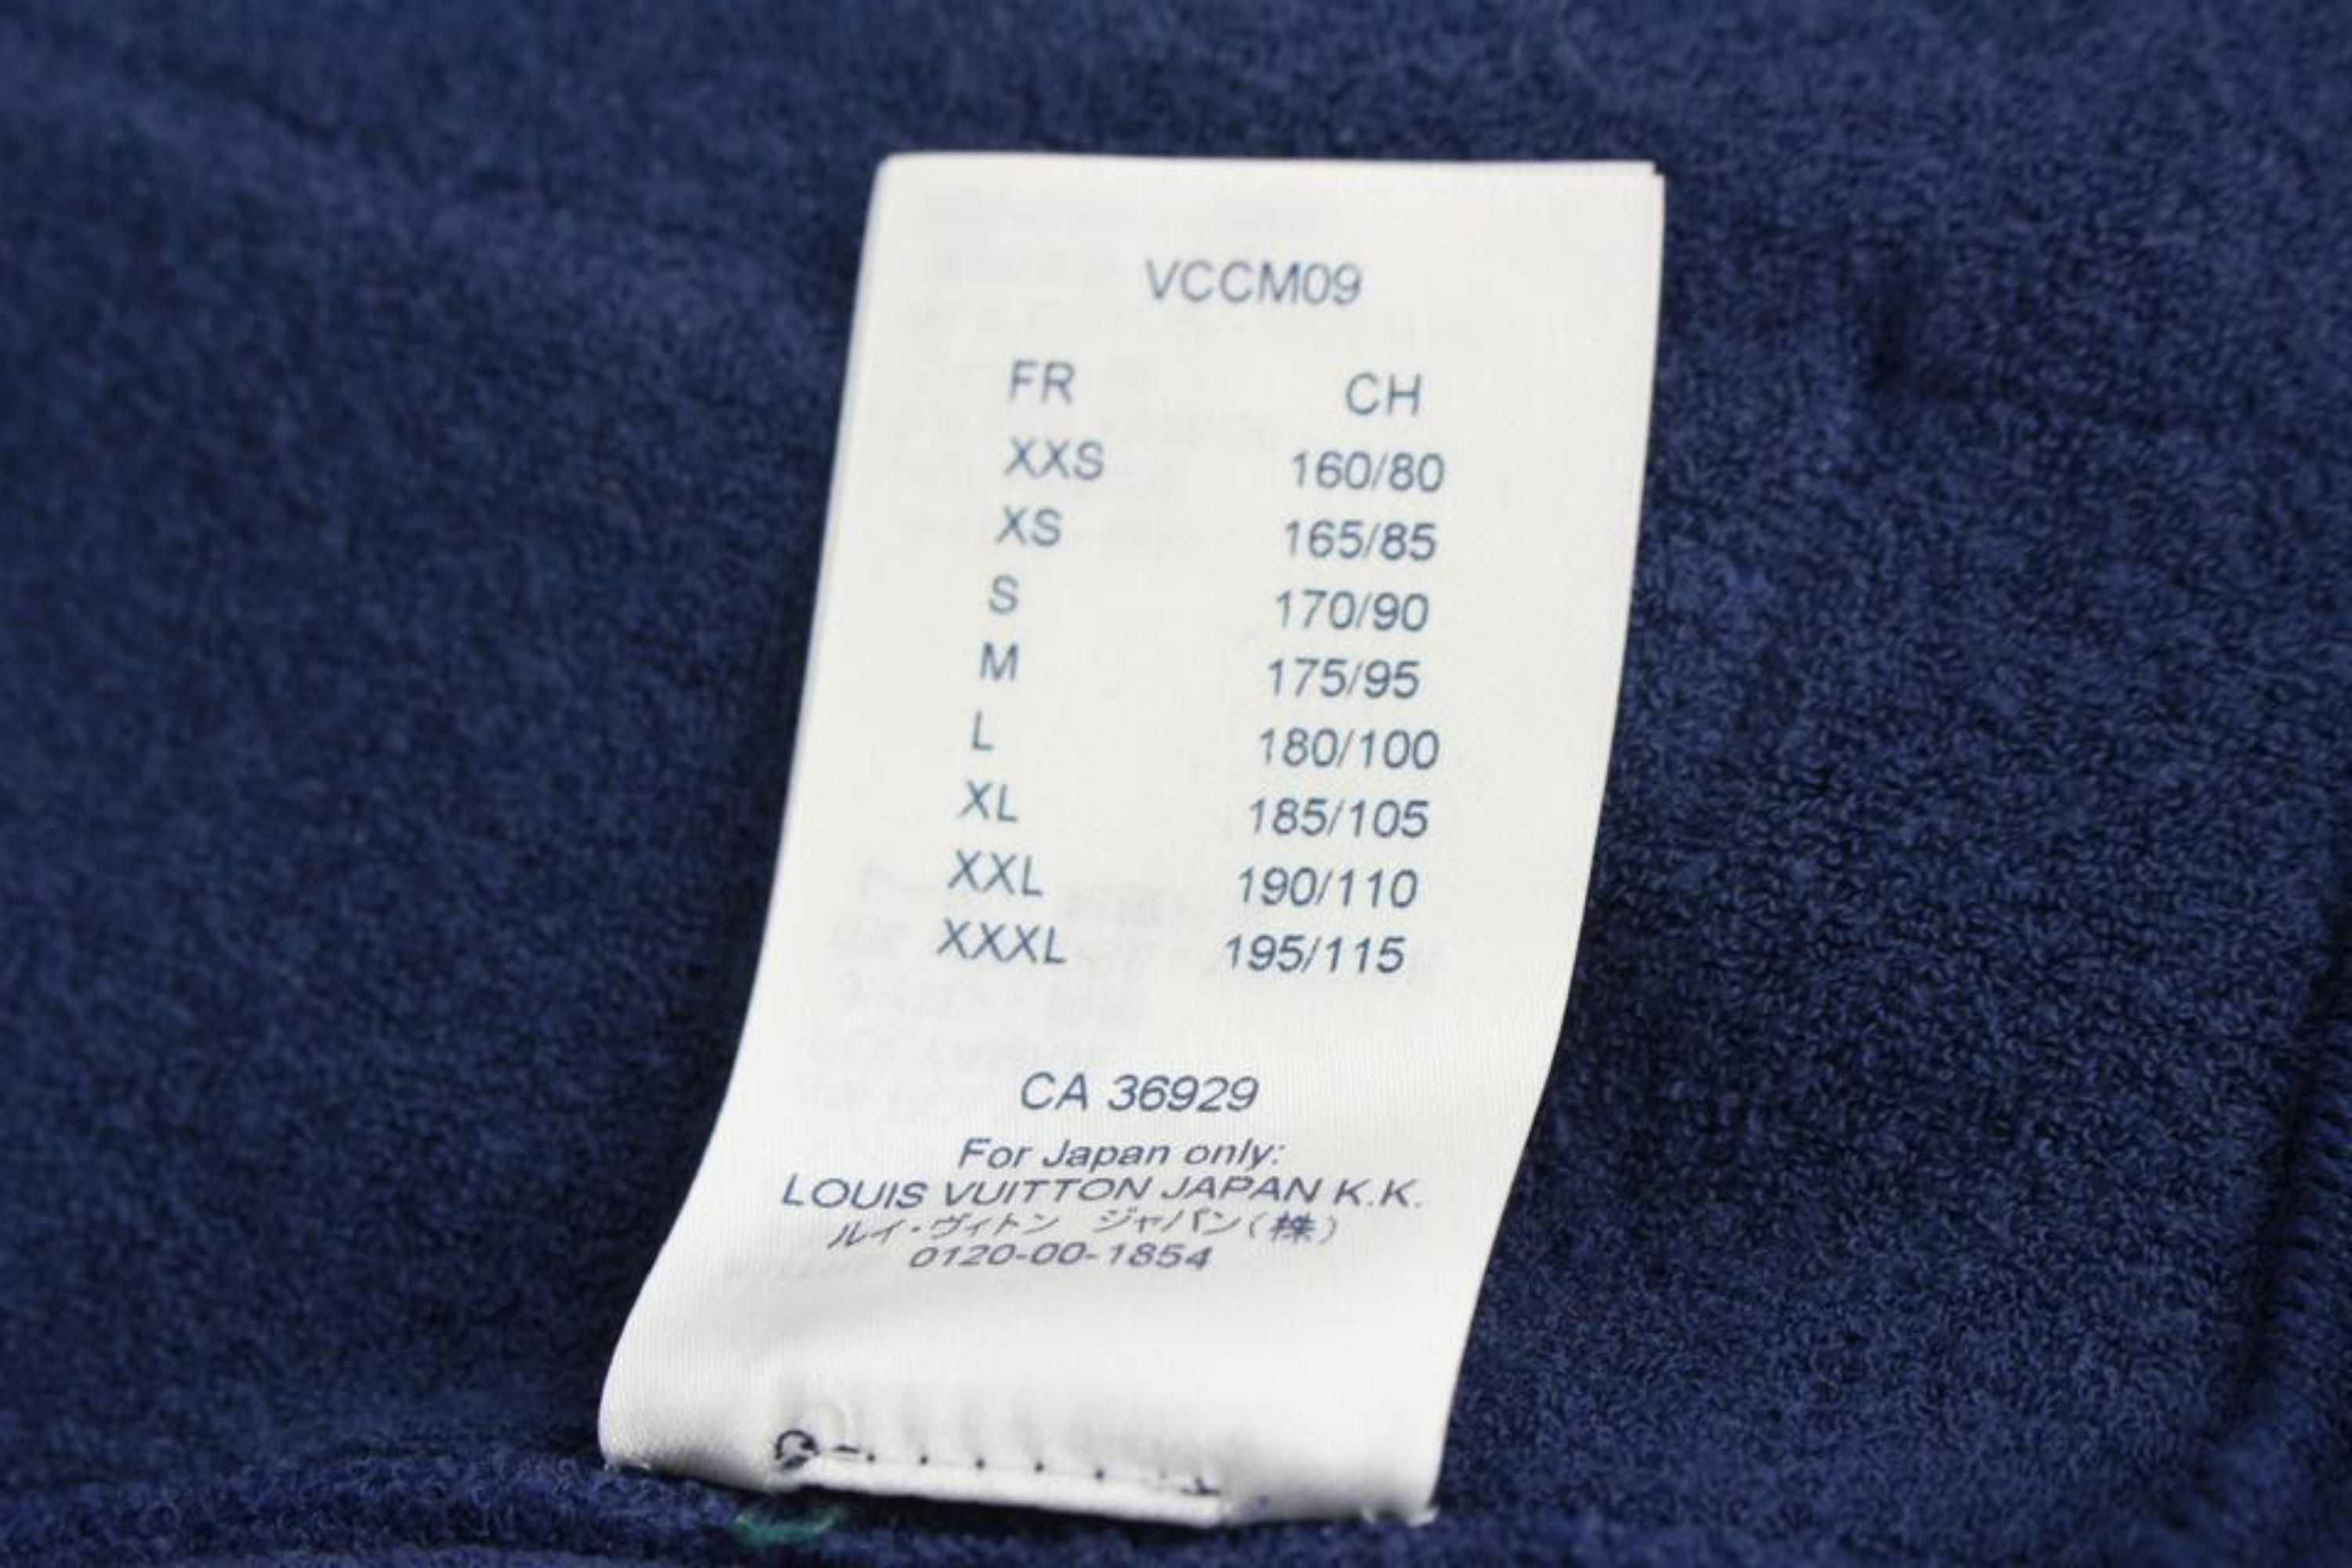 VCCM09
FR CH
XXS 160/80
XS 165/85
S 170/90
M 175/95
L 180/100
XL 185/105
XXL 190/110
XXXL 195/115
CA 36929
For Japan only:
LOUIS VUITTON JAPAN K.K.
ルイ・ヴィトン ジャパン(株)
0120-00-1854